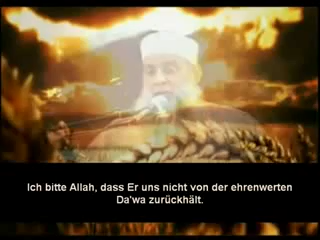 Ich bitte Allah, dass Er uns nicht von der ehrenwerten
Da'wa zurückhält.